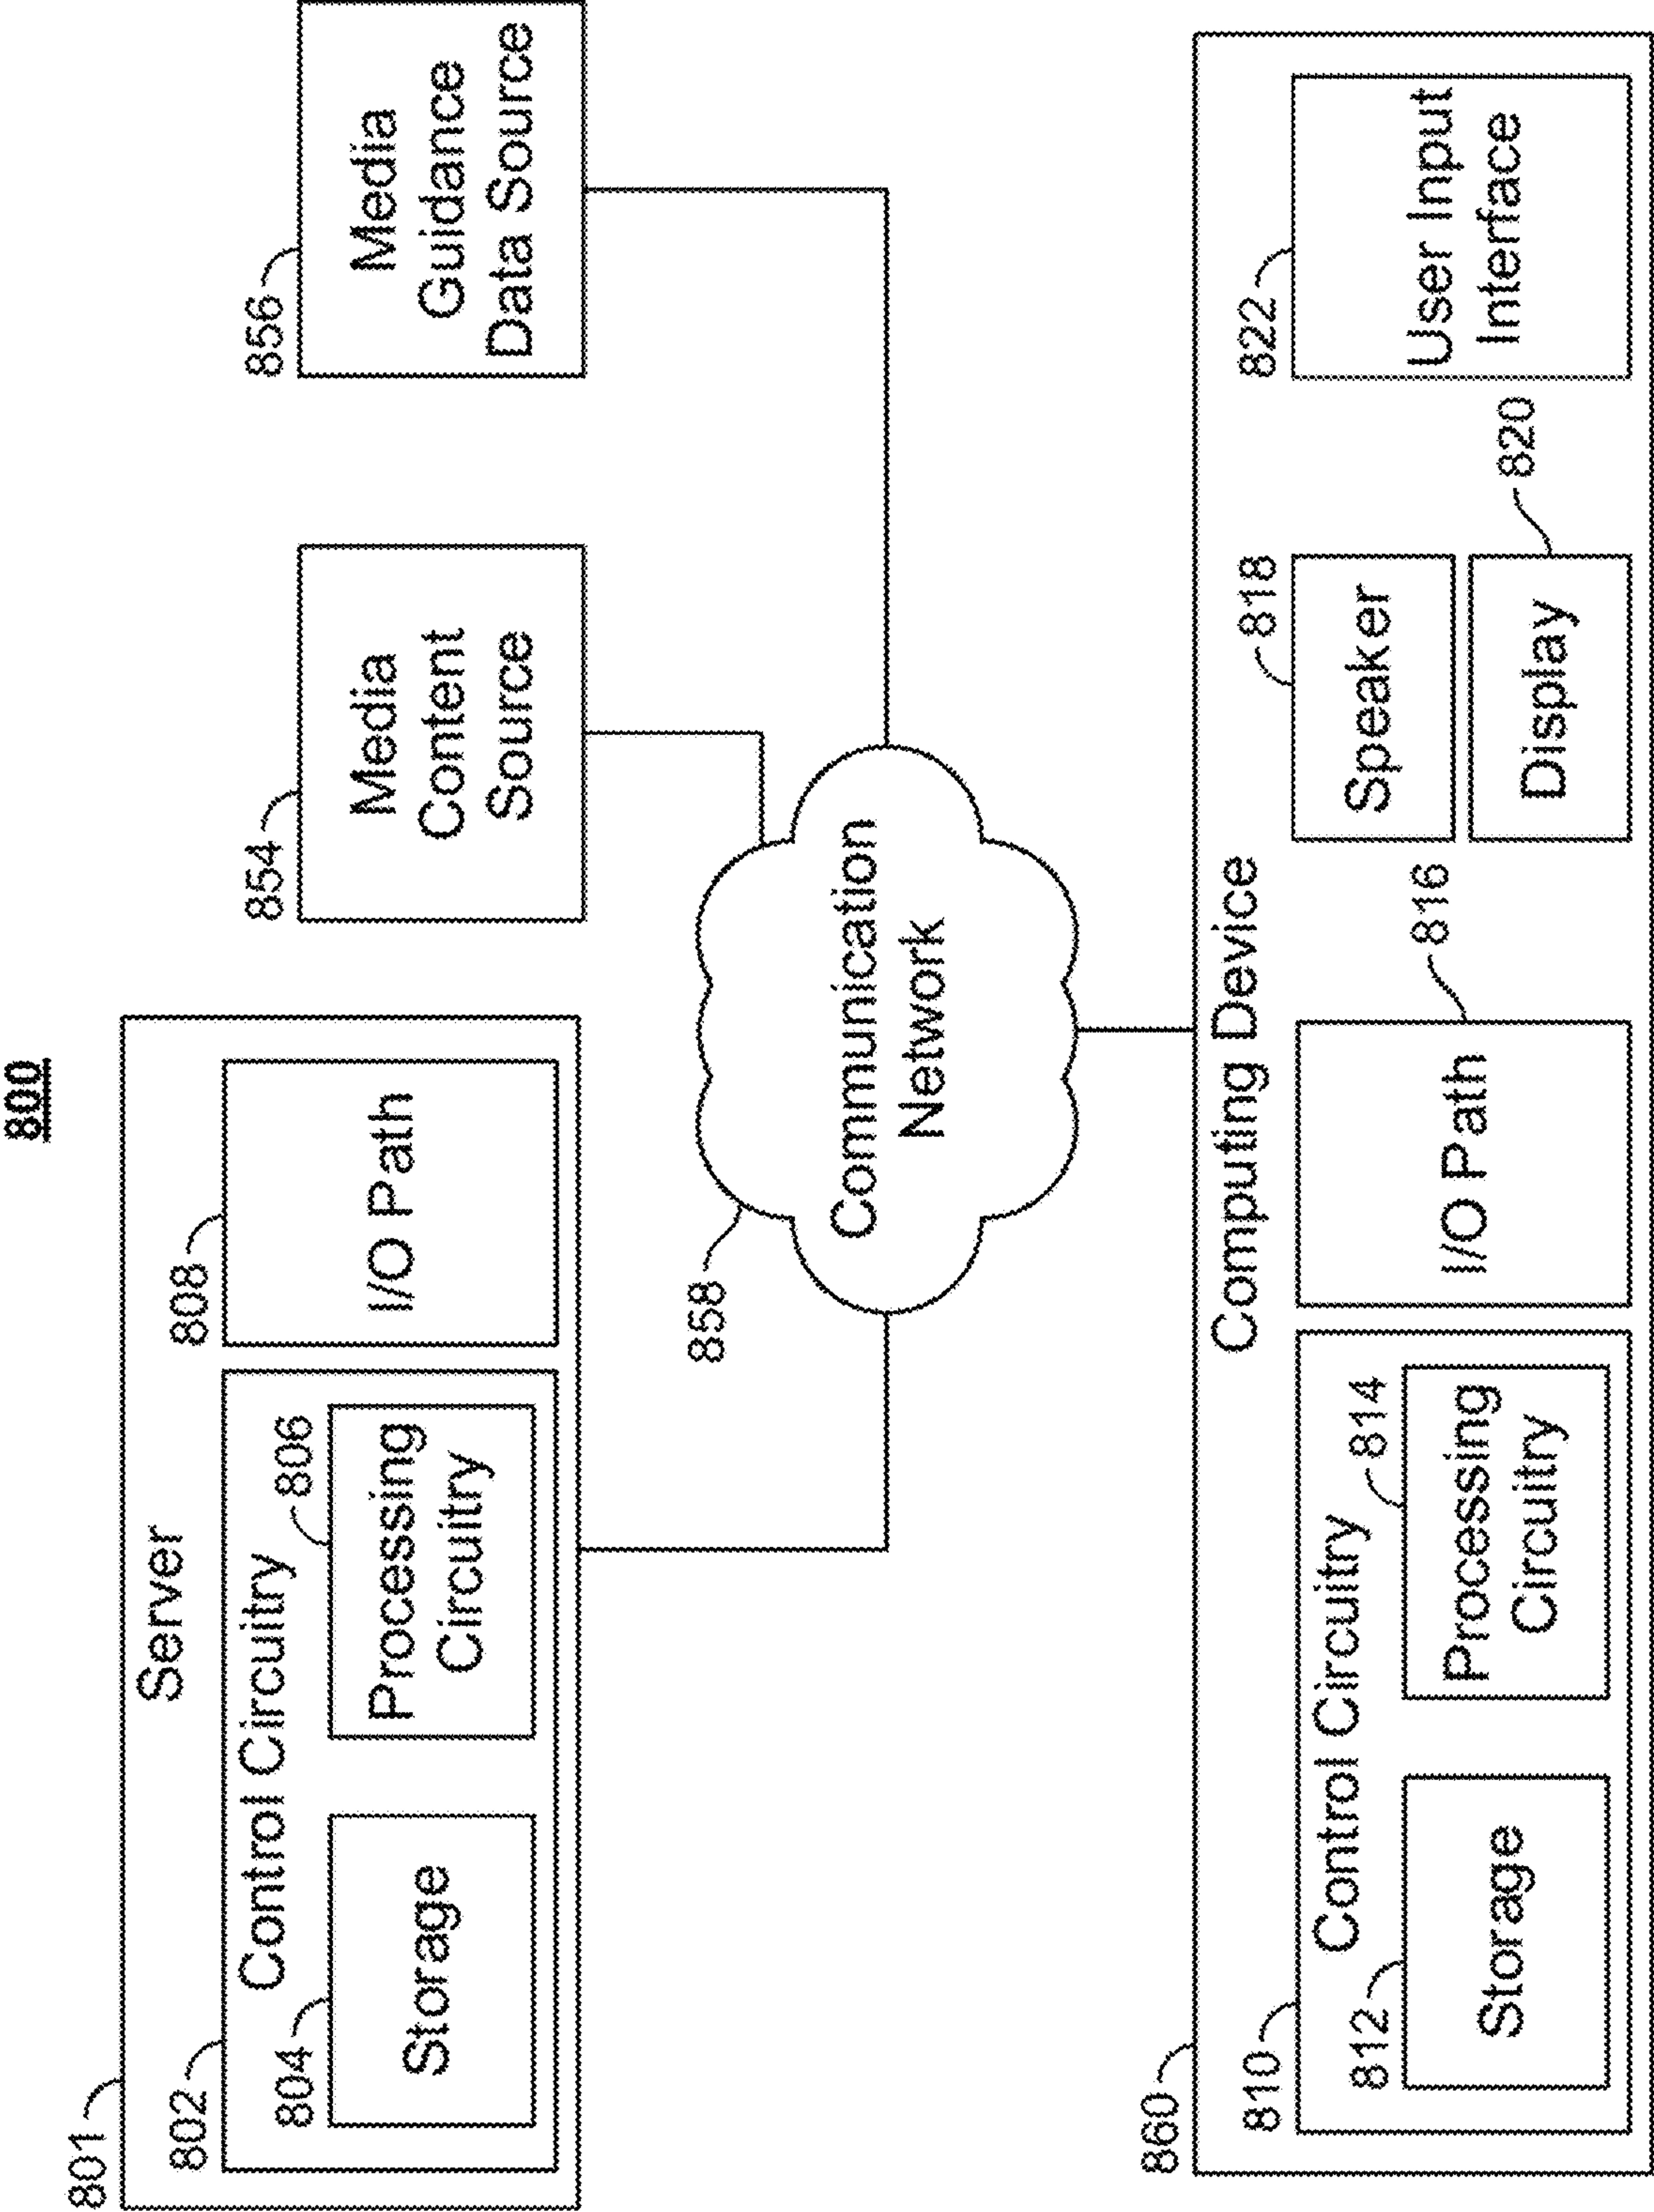 800
801
Server
802
Control Circuitry
804
Storage
806
Processing
Circuitry
808
I/O Path
854
Media
Content
Source
856
Media
Guidance
Data Source
858
Communication
Network
860
Computing Device
810
Control Circuitry
812
Storage
814
Processing
Circuitry
816
I/O Path
818
Speaker
820
Display
822
User Input
Interface